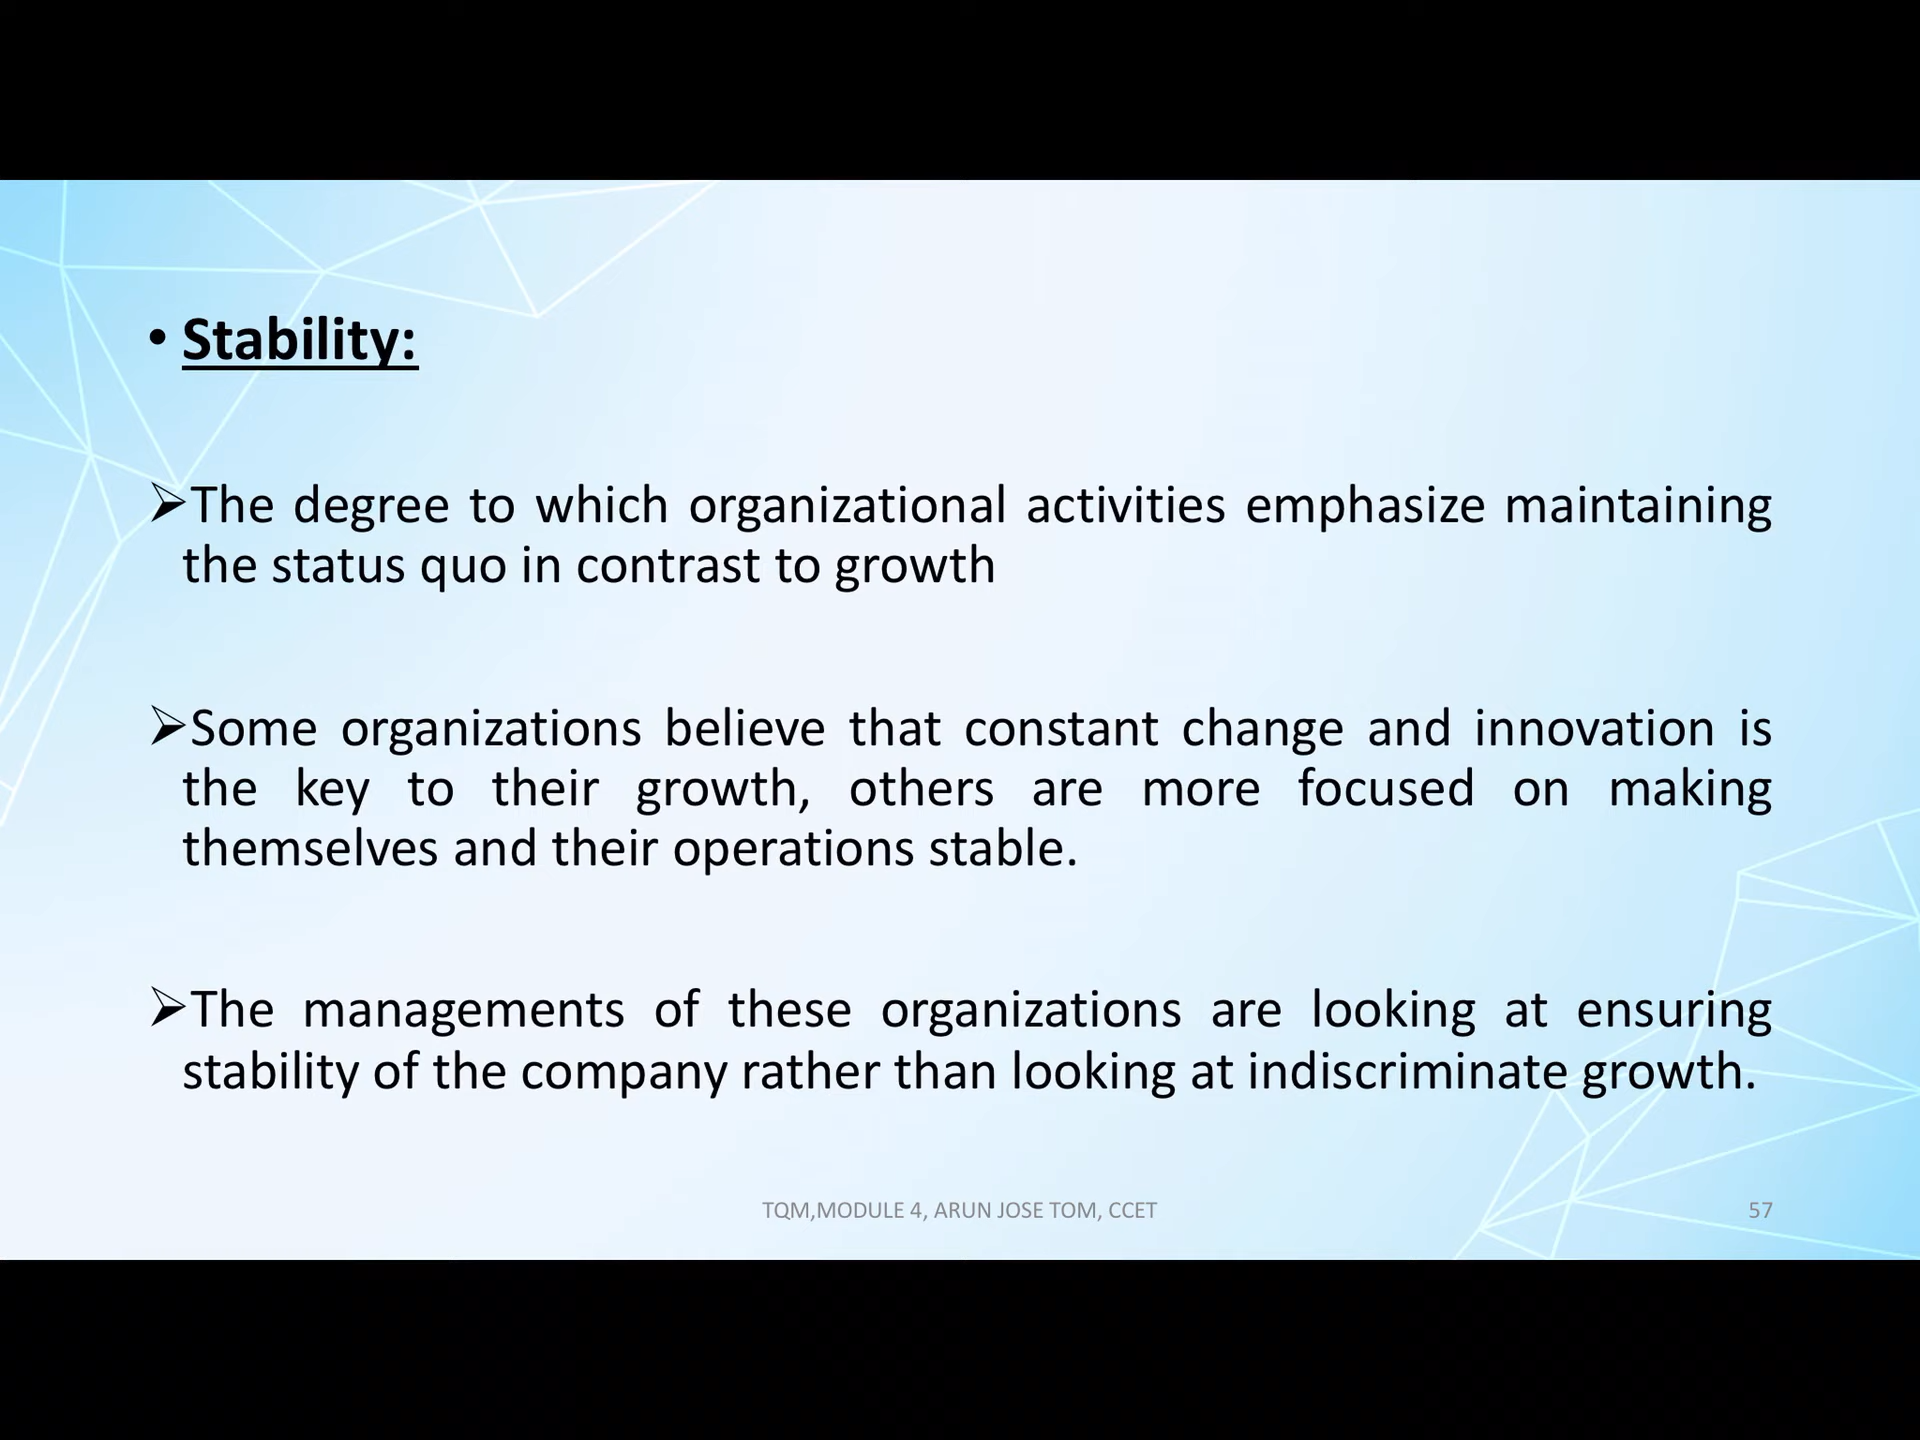 • Stability:
➢The degree to which organizational activities emphasize maintaining
the status quo in contrast to growth
➢Some organizations believe that constant change and innovation is
the key to their growth, others are more focused on making
themselves and their operations stable.
➢The managements of these organizations are looking at ensuring
stability of the company rather than looking at indiscriminate growth.
TQM,MODULE 4, ARUN JOSE TOM, CCET
57